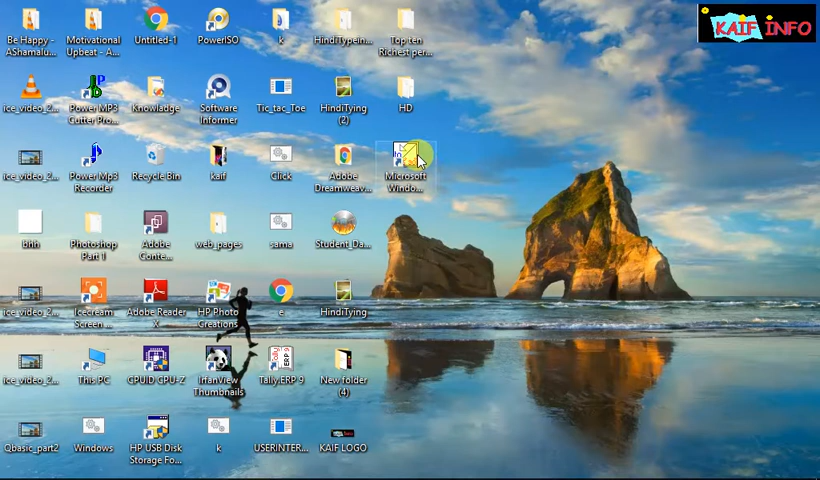 Be Happy -
AShamalu...
Motivational
Upbeat - A...
Untitled-1
PowerISO
k
HindiTypein...
Top ten
Richest per...
KAIF INFO
ice_video_2...
Power MP3
Cutter Pro...
Knowladge
Software
Informer
Tic_tac_Toe
HindiTying
(2)
HD
ice_video_2...
Power Mp3
Recorder
Recycle Bin
kaif
Click
Adobe
Dreamweav...
Microsoft
Windo...
bhh
Photoshop
Part 1
Adobe
Conte...
web_pages
sama
Student_Da...
ice_video_2...
Icecream
Screen ...
Adobe Reader
X
HP Photo
Creations
e
HindiTying
ice_video_2...
This PC
CPUID CPU-Z
IrfanView
Thumbnails
Tally.ERP 9
New folder
(4)
Qbasic_part2
Windows
HP USB Disk
Storage Fo...
k
USERINTER...
KAIF LOGO